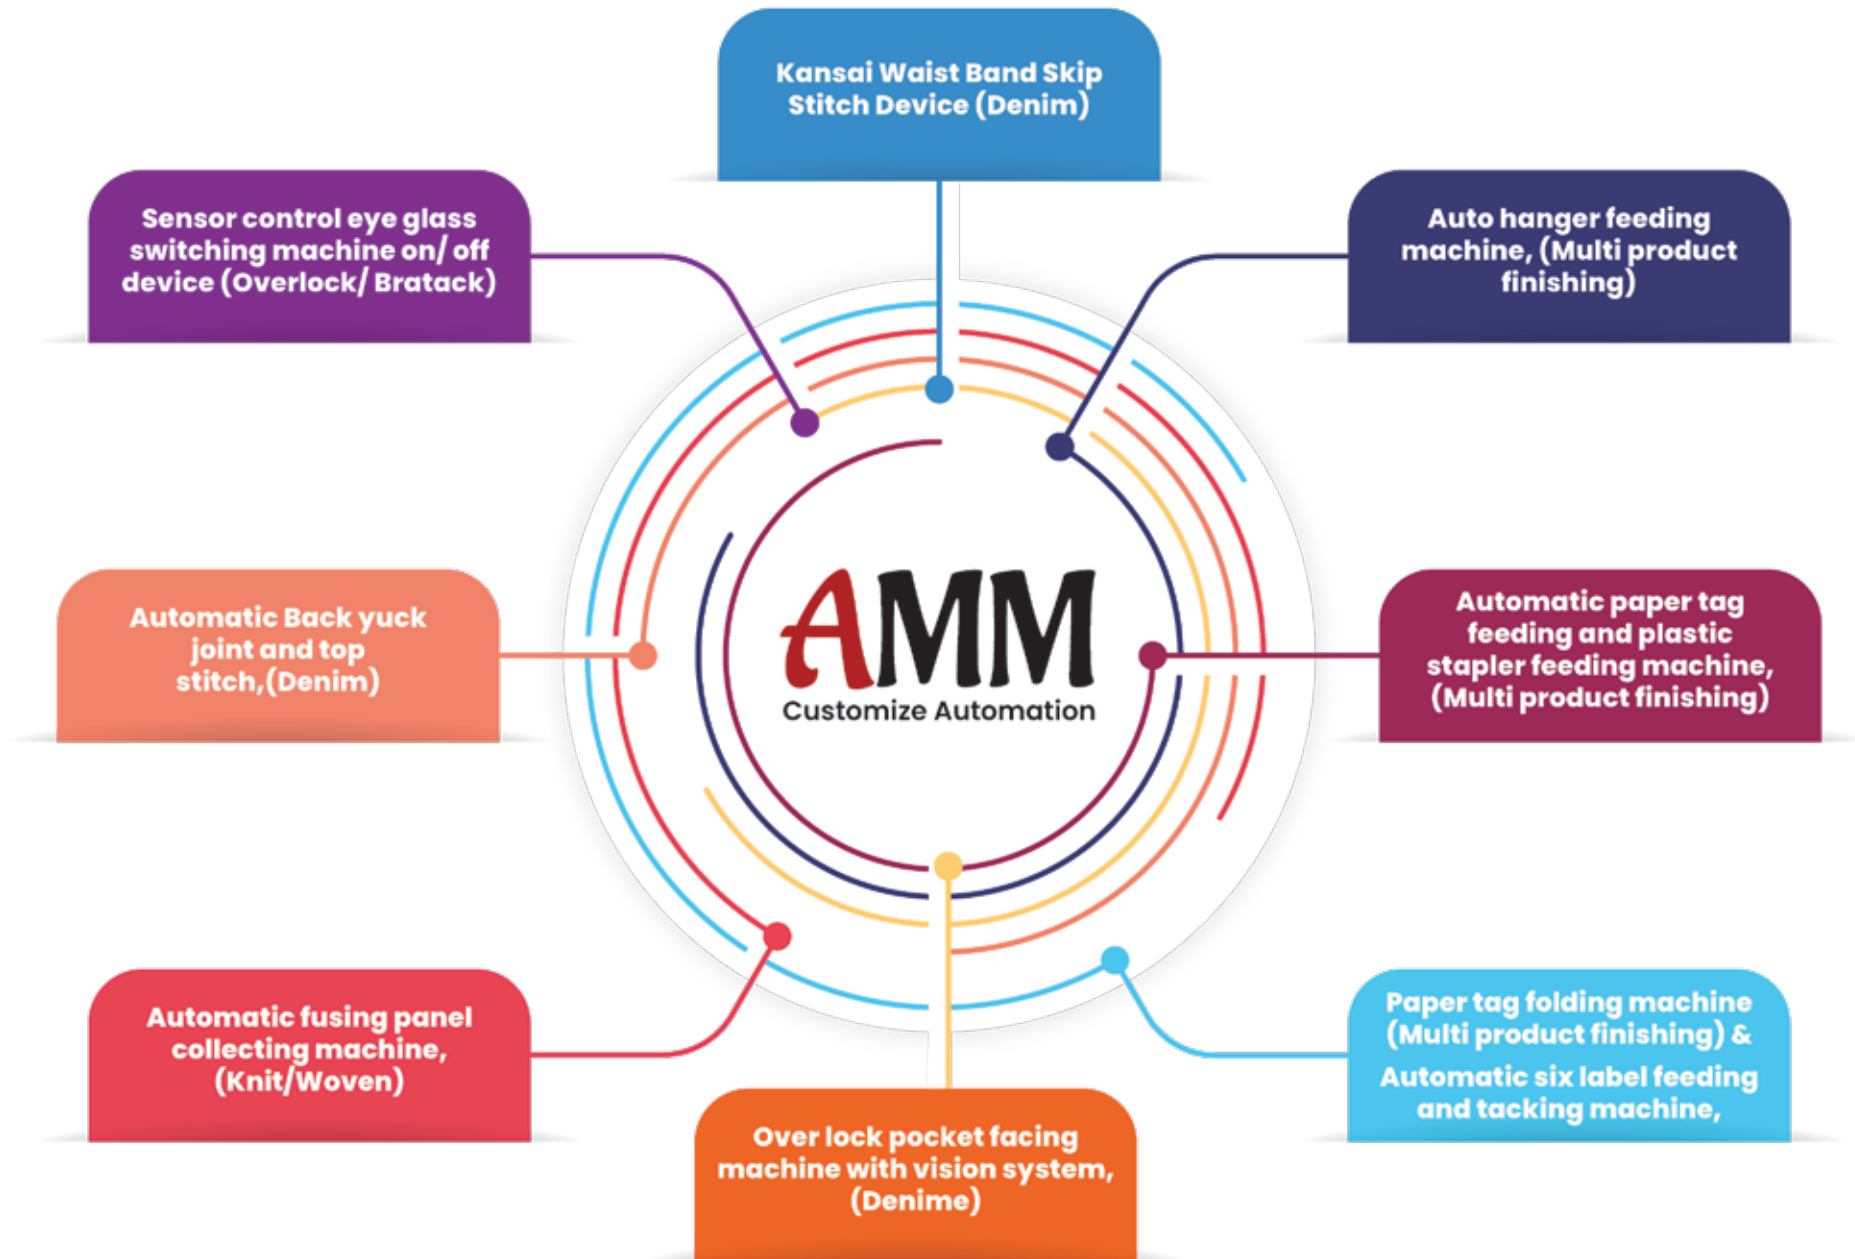 Kansai Waist Band Skip
Stitch Device (Denim)
Sensor control eye glass
switching machine on/ off
device (Overlock/ Bratack)
Auto hanger feeding
machine, (Multi product
finishing)
Automatic Back yuck
joint and top
stitch,(Denim)
AMM
Customize Automation
Automatic paper tag
feeding and plastic
stapler feeding machine,
(Multi product finishing)
Automatic fusing panel
collecting machine,
(Knit/Woven)
Paper tag folding machine
(Multi product finishing) &
Automatic six label feeding
and tacking machine,
Over lock pocket facing
machine with vision system,
(Denime)